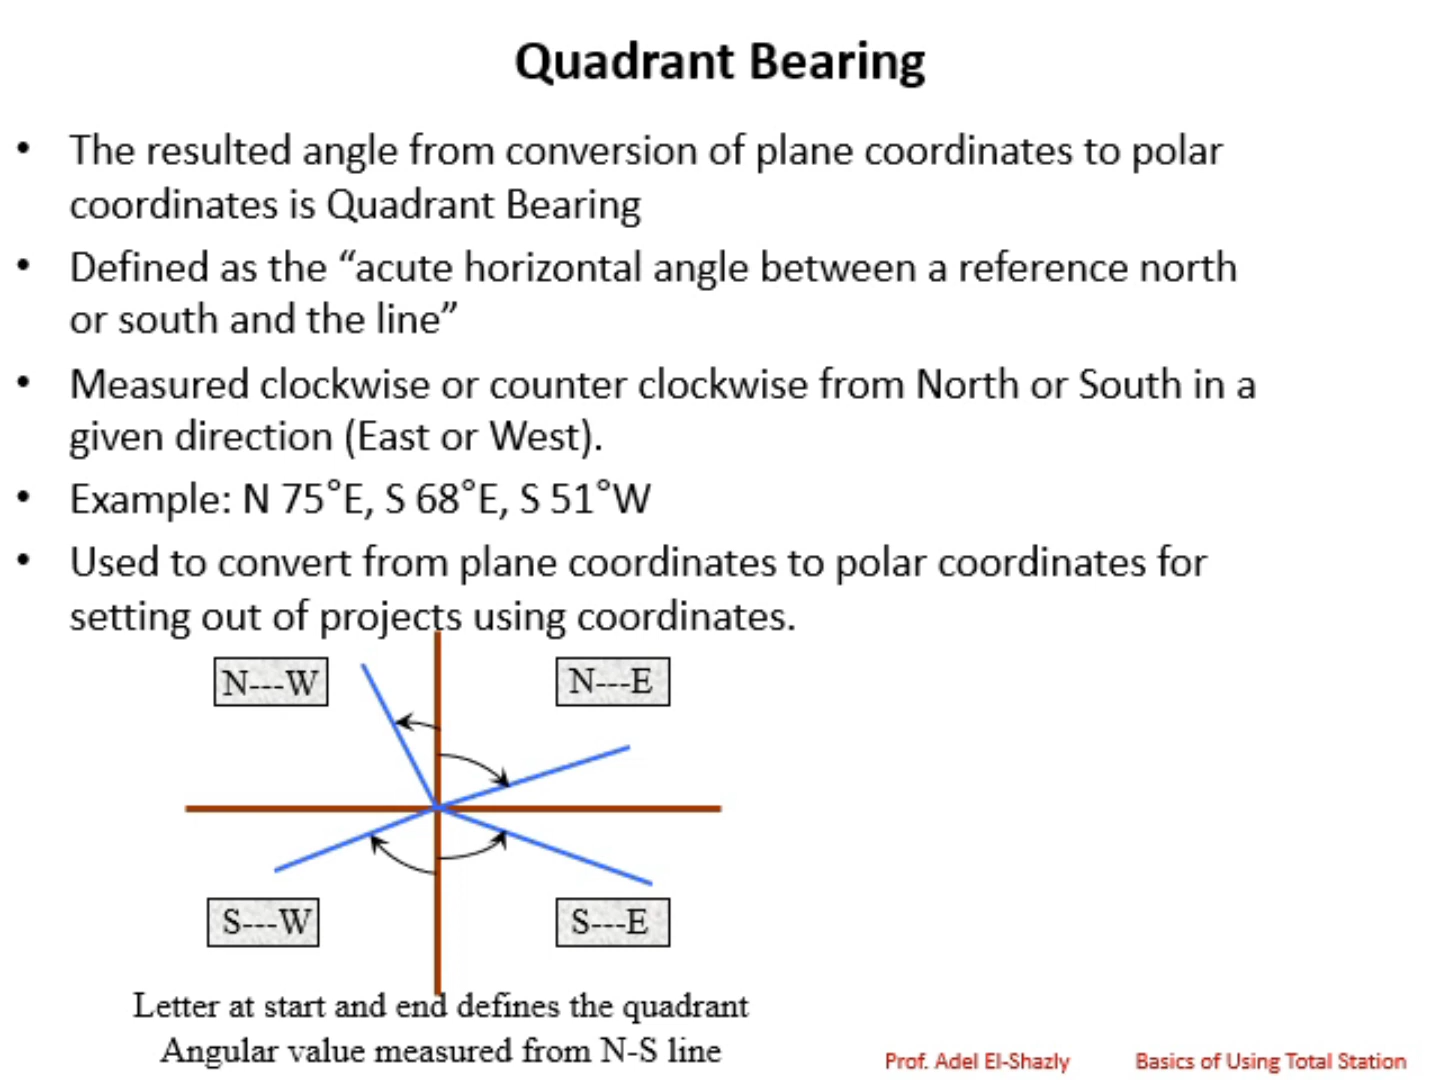 Quadrant Bearing
• The resulted angle from conversion of plane coordinates to polar
coordinates is Quadrant Bearing
• Defined as the “acute horizontal angle between a reference north
or south and the line”
• Measured clockwise or counter clockwise from North or South in a
given direction (East or West).
• Example: N 75°E, S 68°E, S 51°W
• Used to convert from plane coordinates to polar coordinates for
setting out of projects using coordinates.
N---W
N---E
S---W
S---E
Letter at start and end defines the quadrant
Angular value measured from N-S line
Prof. Adel El-Shazly
Basics of Using Total Station